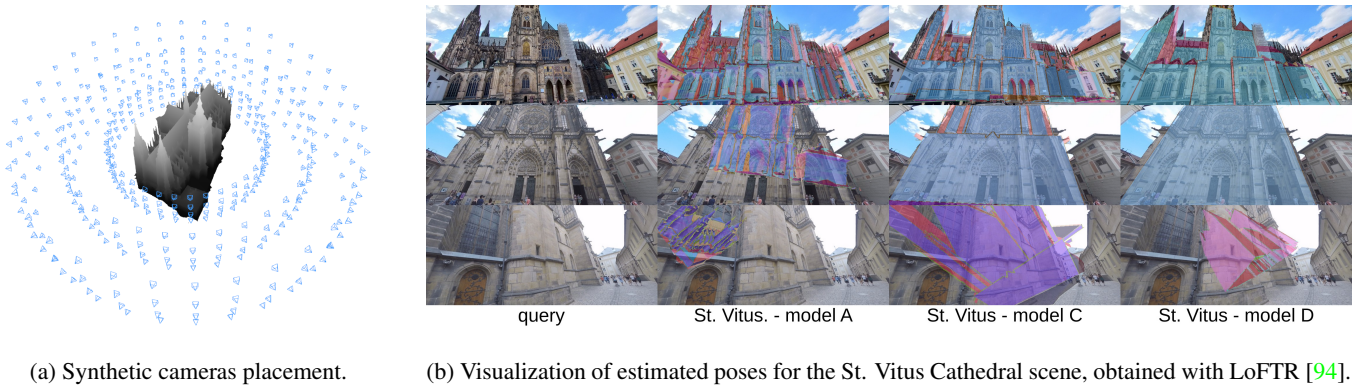 query
St. Vitus. - model A
St. Vitus - model C
St. Vitus - model D
(a) Synthetic cameras placement.
(b) Visualization of estimated poses for the St. Vitus Cathedral scene, obtained with LoFTR [94].